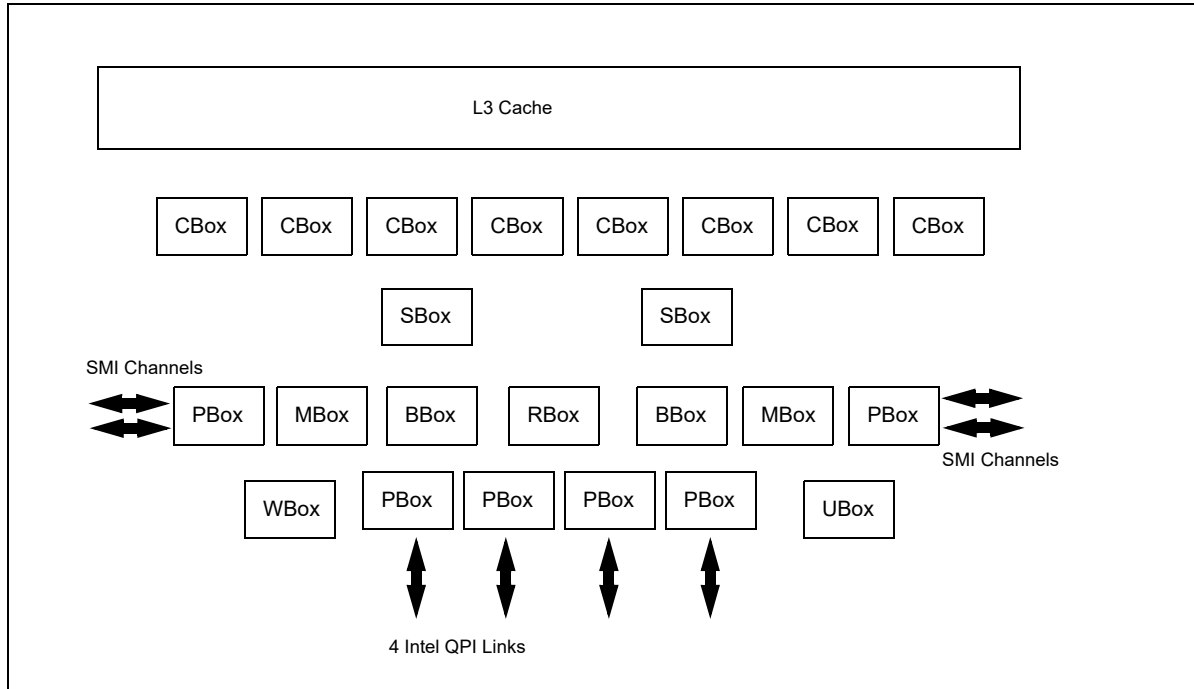 L3 Cache
CBox CBox CBox CBox CBox CBox CBox CBox
SBox SBox
SMI Channels
PBox MBox BBox RBox BBox MBox PBox
SMI Channels
WBox PBox PBox PBox PBox UBox
4 Intel QPI Links